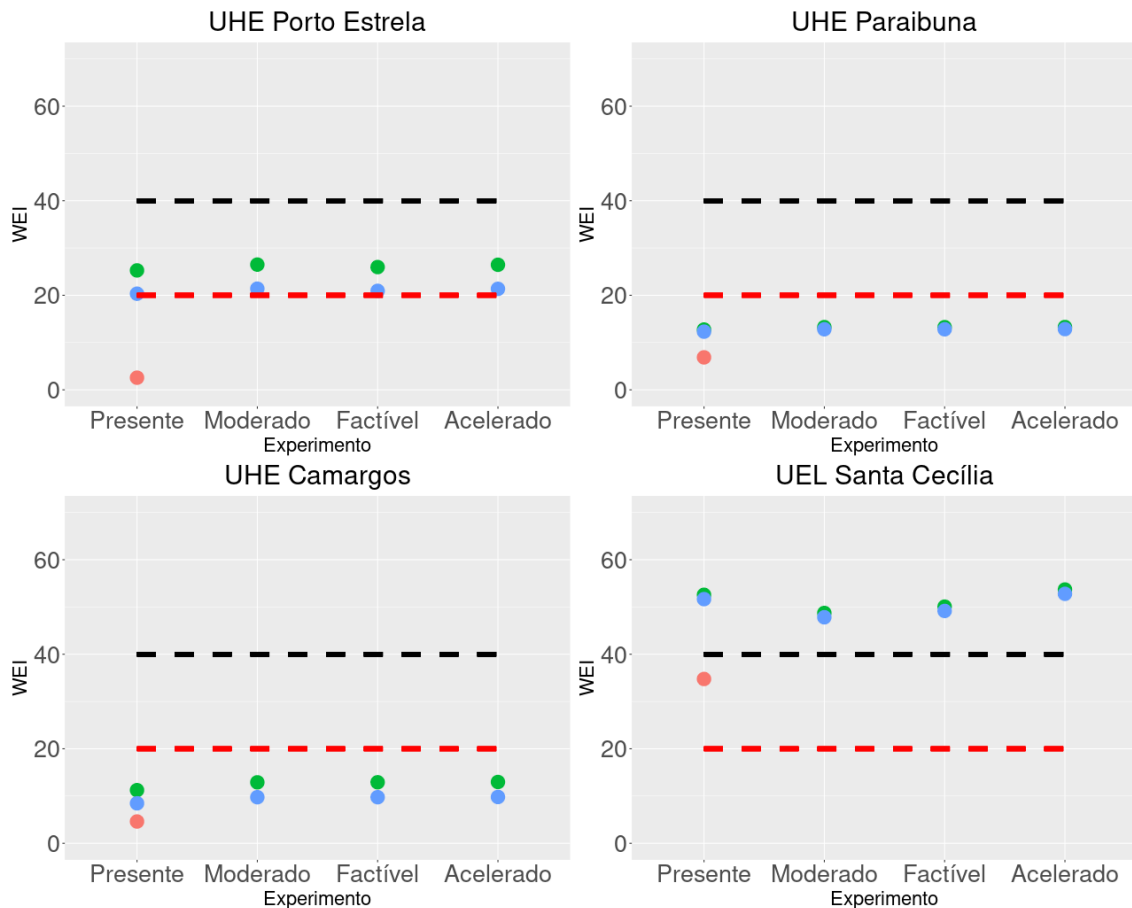 UHE Porto Estrela
60
40
20
0
WEI
Presente Moderado Factível Acelerado
Experimento
UHE Paraibuna
60
40
20
0
WEI
Presente Moderado Factível Acelerado
Experimento
UHE Camargos
60
40
20
0
WEI
Presente Moderado Factível Acelerado
Experimento
UEL Santa Cecília
60
40
20
0
WEI
Presente Moderado Factível Acelerado
Experimento